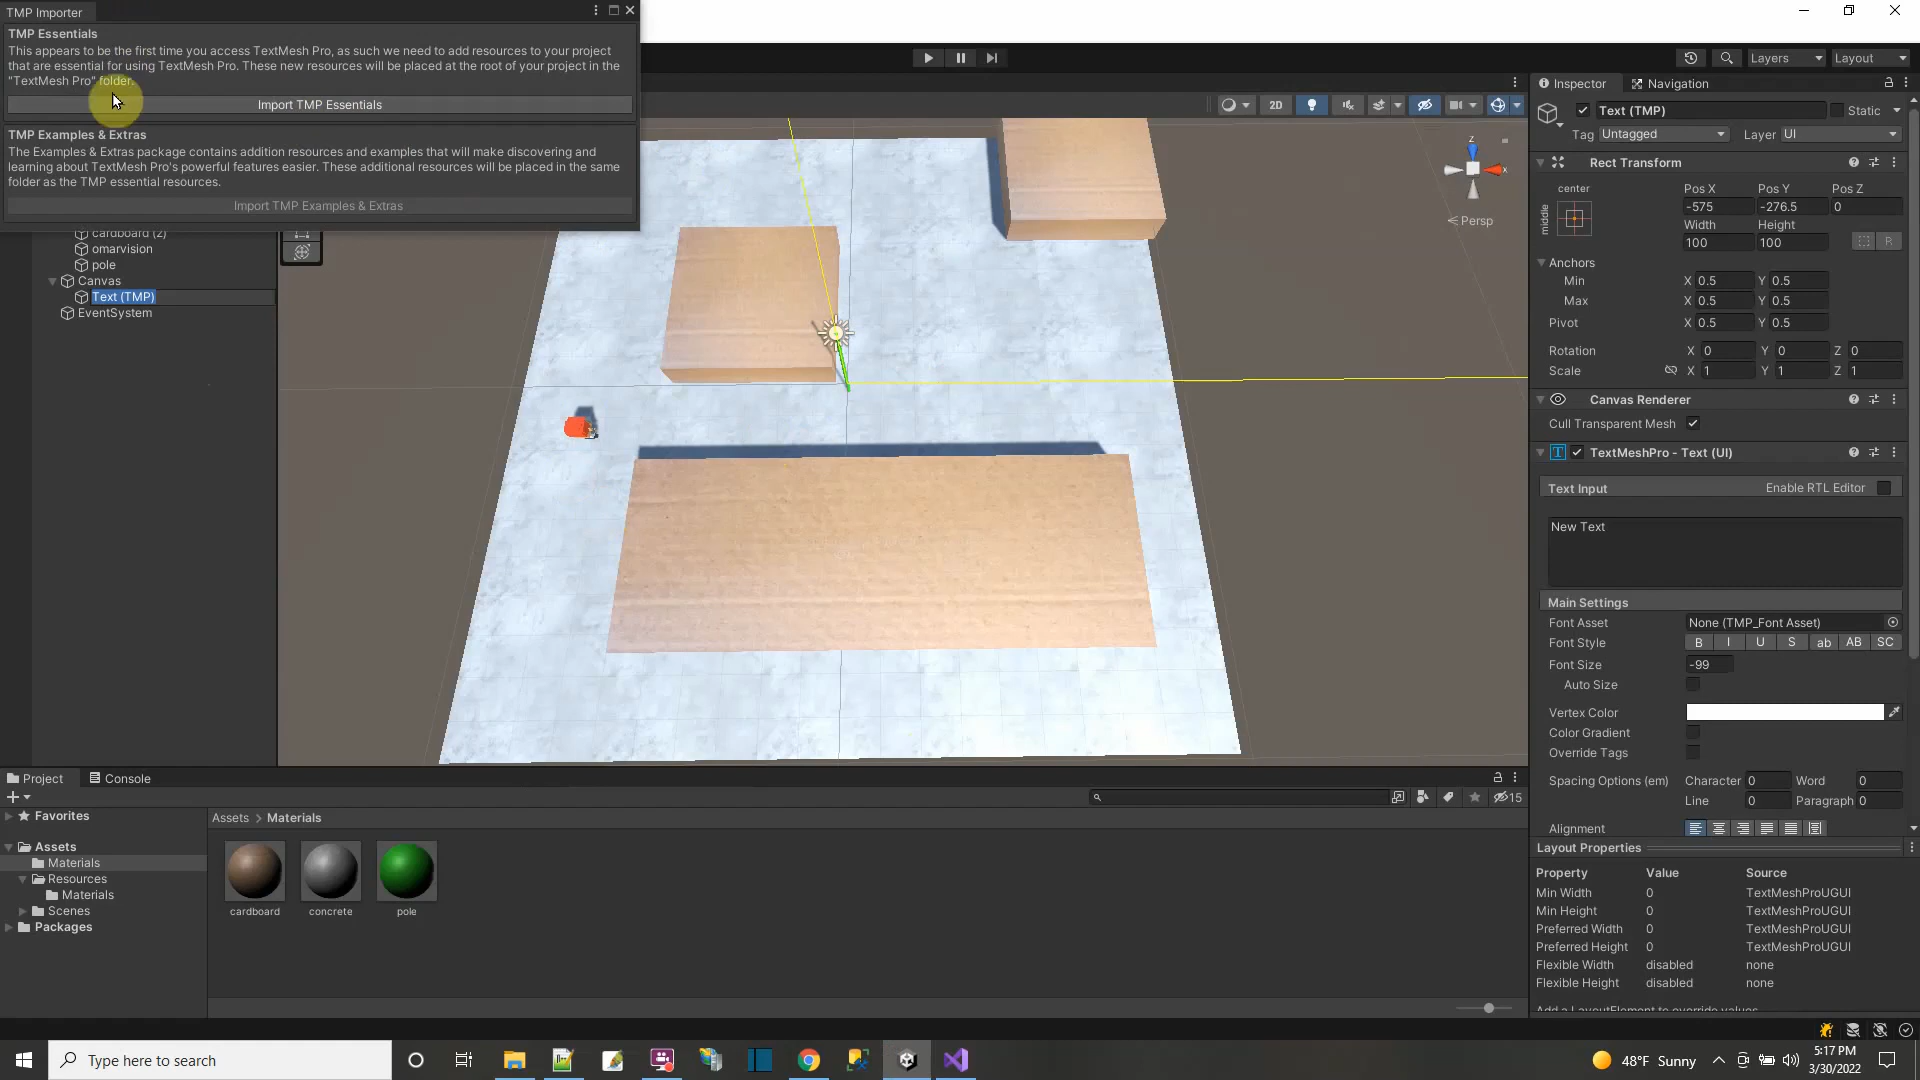 TMP Importer
TMP Essentials
This appears to be the first time you access TextMesh Pro, as such we need to add resources to your project
that are essential for using TextMesh Pro. These new resources will be placed at the root of your project in the
"TextMesh Pro" folder.
Import TMP Essentials
TMP Examples & Extras
The Examples & Extras package contains addition resources and examples that will make discovering and
learning about TextMesh Pro's powerful features easier. These additional resources will be placed in the same
folder as the TMP essential resources.
Import TMP Examples & Extras
cardboard (2)
omarvision
pole
Canvas
Text (TMP)
EventSystem
2D
Z
x
Persp
Layers
Layout
Inspector
Navigation
Text (TMP)
Static
Tag Untagged
Layer UI
Rect Transform
center
middle
Pos X Pos Y Pos Z
-575 -276.5 0
Width Height
100 100
R
Anchors
Min X 0.5 Y 0.5
Max X 0.5 Y 0.5
Pivot X 0.5 Y 0.5
Rotation X 0 Y 0 Z 0
Scale X 1 Y 1 Z 1
Canvas Renderer
Cull Transparent Mesh
T TextMeshPro - Text (UI)
Text Input Enable RTL Editor
New Text
Main Settings
Font Asset None (TMP_Font Asset)
Font Style B I U S ab AB SC
Font Size -99
Auto Size
Vertex Color
Color Gradient
Override Tags
Spacing Options (em) Character 0 Word 0
Line 0 Paragraph 0
Alignment
Layout Properties
Property Value Source
Min Width 0 TextMeshProUGUI
Min Height 0 TextMeshProUGUI
Preferred Width 0 TextMeshProUGUI
Preferred Height 0 TextMeshProUGUI
Flexible Width disabled none
Flexible Height disabled none
Add a LayoutElement to override values
Project
Console
15
Favorites
Assets
Materials
Resources
Materials
Scenes
Packages
Assets > Materials
cardboard
concrete
pole
Type here to search
48°F Sunny
5:17 PM
3/30/2022